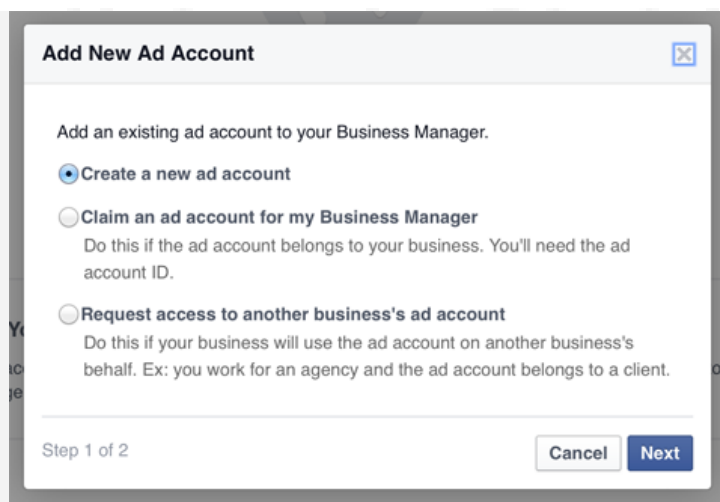 Add New Ad Account
Add an existing ad account to your Business Manager.
Create a new ad account
Claim an ad account for my Business Manager
Do this if the ad account belongs to your business. You'll need the ad
account ID.
Request access to another business's ad account
Do this if your business will use the ad account on another business's
behalf. Ex: you work for an agency and the ad account belongs to a client.
Step 1 of 2
Cancel
Next